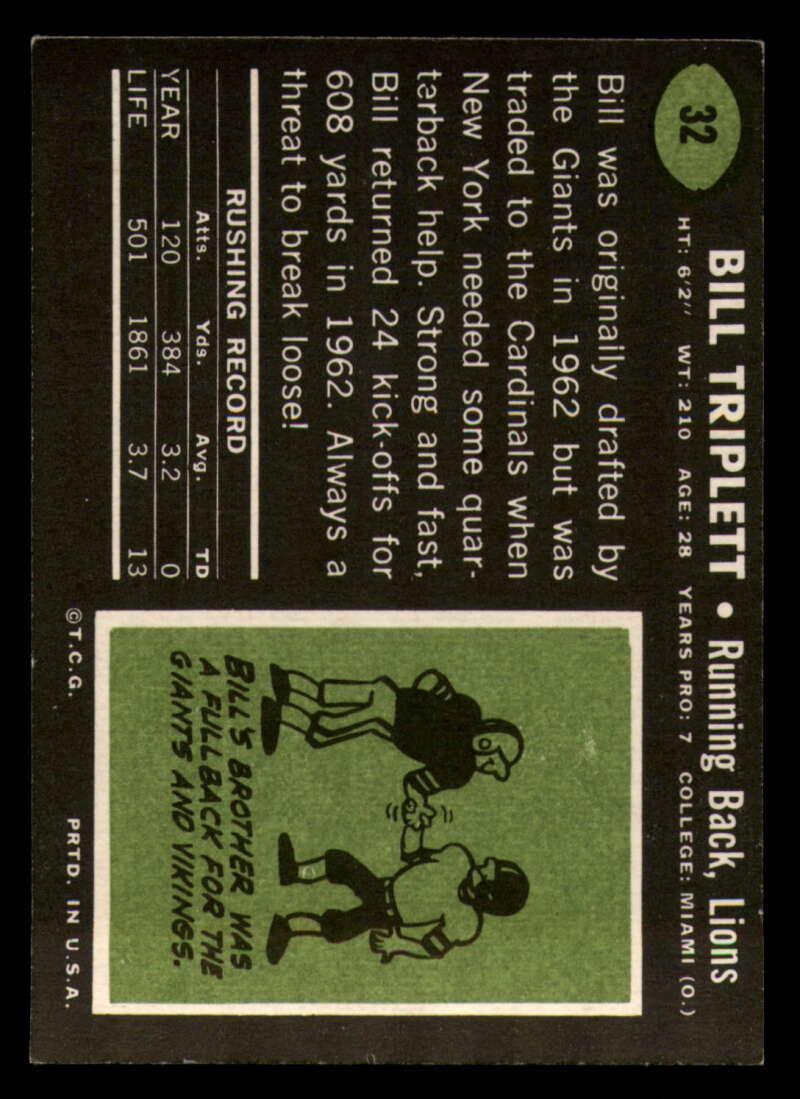 32
BILL TRIPLETT • Running Back, Lions
HT: 6'2" WT: 210 AGE: 28 YEARS PRO: 7 COLLEGE: MIAMI (O.)
Bill was originally drafted by
the Giants in 1962 but was
traded to the Cardinals when
New York needed some quar-
terback help. Strong and fast,
Bill returned 24 kick-offs for
608 yards in 1962. Always a
threat to break loose!
RUSHING RECORD
Atts. Yds. Avg. TD
YEAR 120 384 3.2 0
LIFE 501 1861 3.7 13
BILL'S BROTHER WAS
A FULLBACK FOR THE
GIANTS AND VIKINGS.
©T.C.G. PRTD. IN U.S.A.